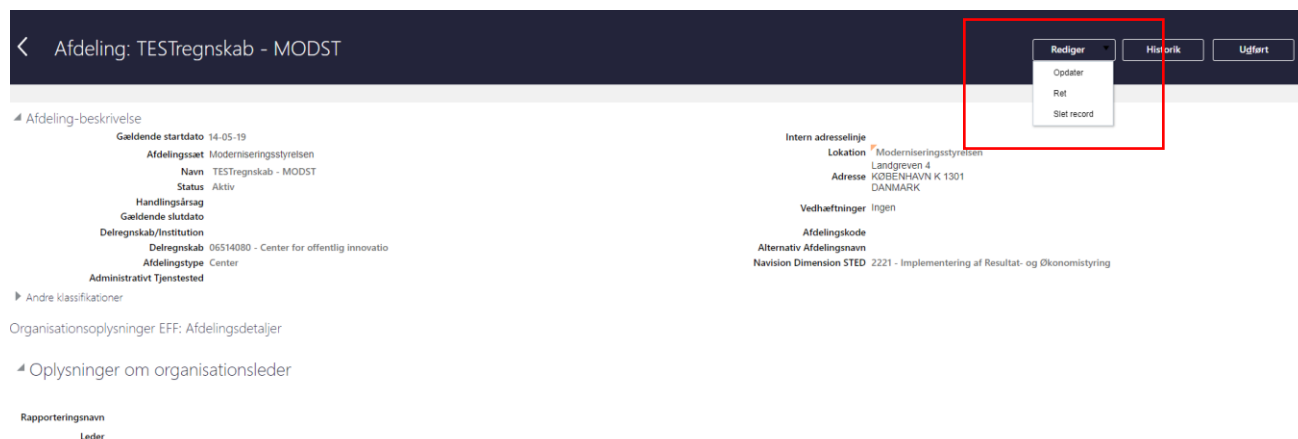 Afdeling: TESTregnskab - MODST
Rediger
Historik
Udført
Opdater
Ret
Slet record
Afdeling-beskrivelse
Gældende startdato 14-05-19
Afdelingssæt Moderniseringsstyrelsen
Navn TESTregnskab - MODST
Status Aktiv
Handlingsårsag
Gældende slutdato
Delregnskab/Institution
Delregnskab 06514080 - Center for offentlig innovatio
Afdelingstype Center
Administrativt Tjenstested
Intern adresselinje
Lokation Moderniseringsstyrelsen
Landgreven 4
Adresse KØBENHAVN K 1301
DANMARK
Vedhæftninger Ingen
Afdelingskode
Alternativ Afdelingsnavn
Navision Dimension STED 2221 - Implementering af Resultat- og Økonomistyring
Andre klassifikationer
Organisationsoplysninger EFF: Afdelingsdetaljer
Oplysninger om organisationsleder
Rapporteringsnavn
Leder